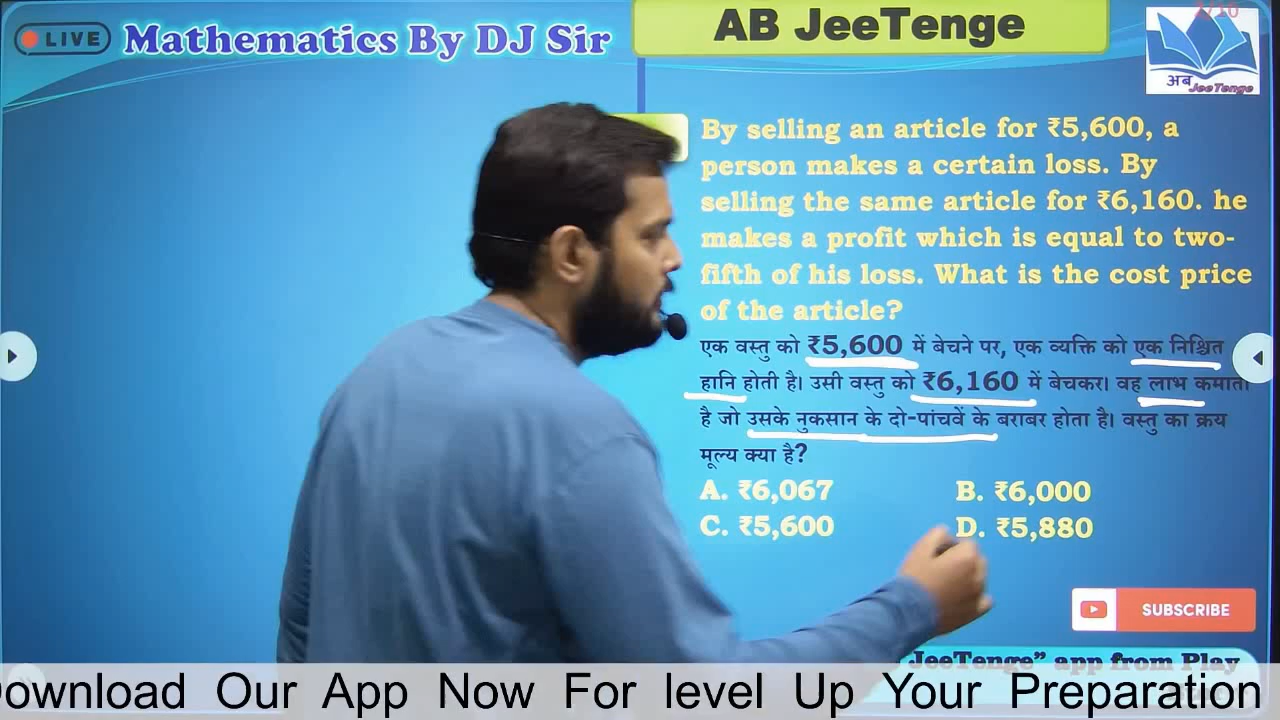 LIVE
Mathematics By DJ Sir
AB JeeTenge
2/10
अब
JeeTenge
By selling an article for ₹5,600, a
person makes a certain loss. By
selling the same article for ₹6,160. he
makes a profit which is equal to two-
fifth of his loss. What is the cost price
of the article?
एक वस्तु को ₹5,600 में बेचने पर, एक व्यक्ति को एक निश्चित
हानि होती है। उसी वस्तु को ₹6,160 में बेचकर। वह लाभ कमाता
है जो उसके नुकसान के दो-पांचवें के बराबर होता है। वस्तु का क्रय
मूल्य क्या है?
A. ₹6,067 B. ₹6,000
C. ₹5,600 D. ₹5,880
SUBSCRIBE
JeeTenge" app from Play
ownload Our App Now For level Up Your Preparation